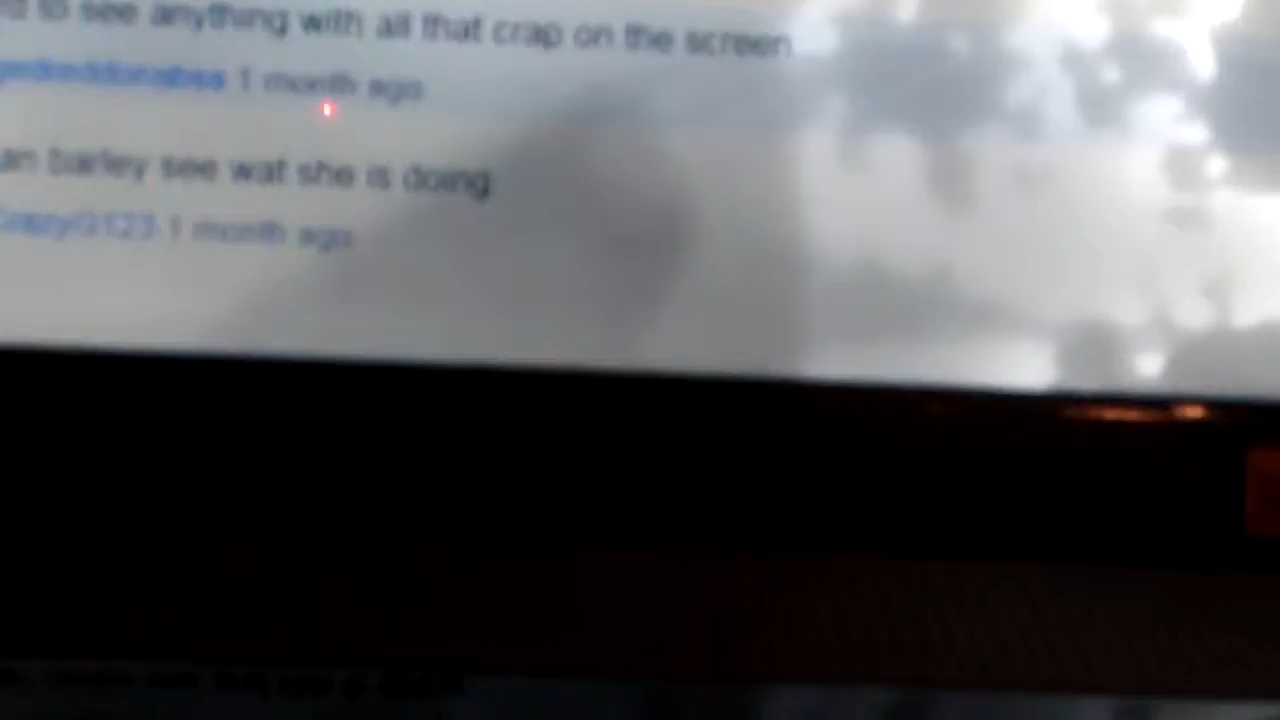 to see anything with all that crap on the screen
1 month ago
an barley see wat she is doing
1 month ago